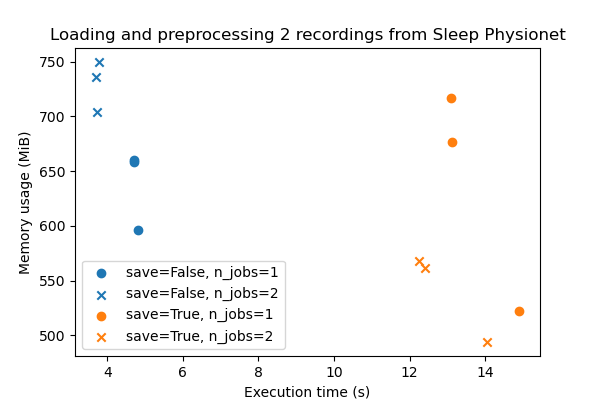 Loading and preprocessing 2 recordings from Sleep Physionet
750
700
650
600
550
500
Memory usage (MiB)
save=False, n_jobs=1
save=False, n_jobs=2
save=True, n_jobs=1
save=True, n_jobs=2
4 6 8 10 12 14
Execution time (s)